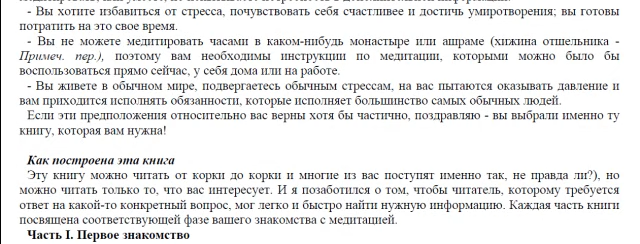 - Вы хотите избавиться от стресса, почувствовать себя счастливее и достичь умиротворения; вы готовы
потратить на это свое время.
- Вы не можете медитировать часами в каком-нибудь монастыре или ашраме (хижина отшельника -
Примеч. пер.), поэтому вам необходимы инструкции по медитации, которыми можно было бы
воспользоваться прямо сейчас, у себя дома или на работе.
- Вы живете в обычном мире, подвергаетесь обычным стрессам, на вас пытаются оказывать давление и
вам приходится исполнять обязанности, которые исполняет большинство самых обычных людей.
Если эти предположения относительно вас верны хотя бы частично, поздравляю - вы выбрали именно ту
книгу, которая вам нужна!
Как построена эта книга
Эту книгу можно читать от корки до корки и многие из вас поступят именно так, не правда ли?), но
можно читать только то, что вас интересует. И я позаботился о том, чтобы читатель, которому требуется
ответ на какой-то конкретный вопрос, мог легко и быстро найти нужную информацию. Каждая часть книги
посвящена соответствующей фазе вашего знакомства с медитацией.
Часть I. Первое знакомство